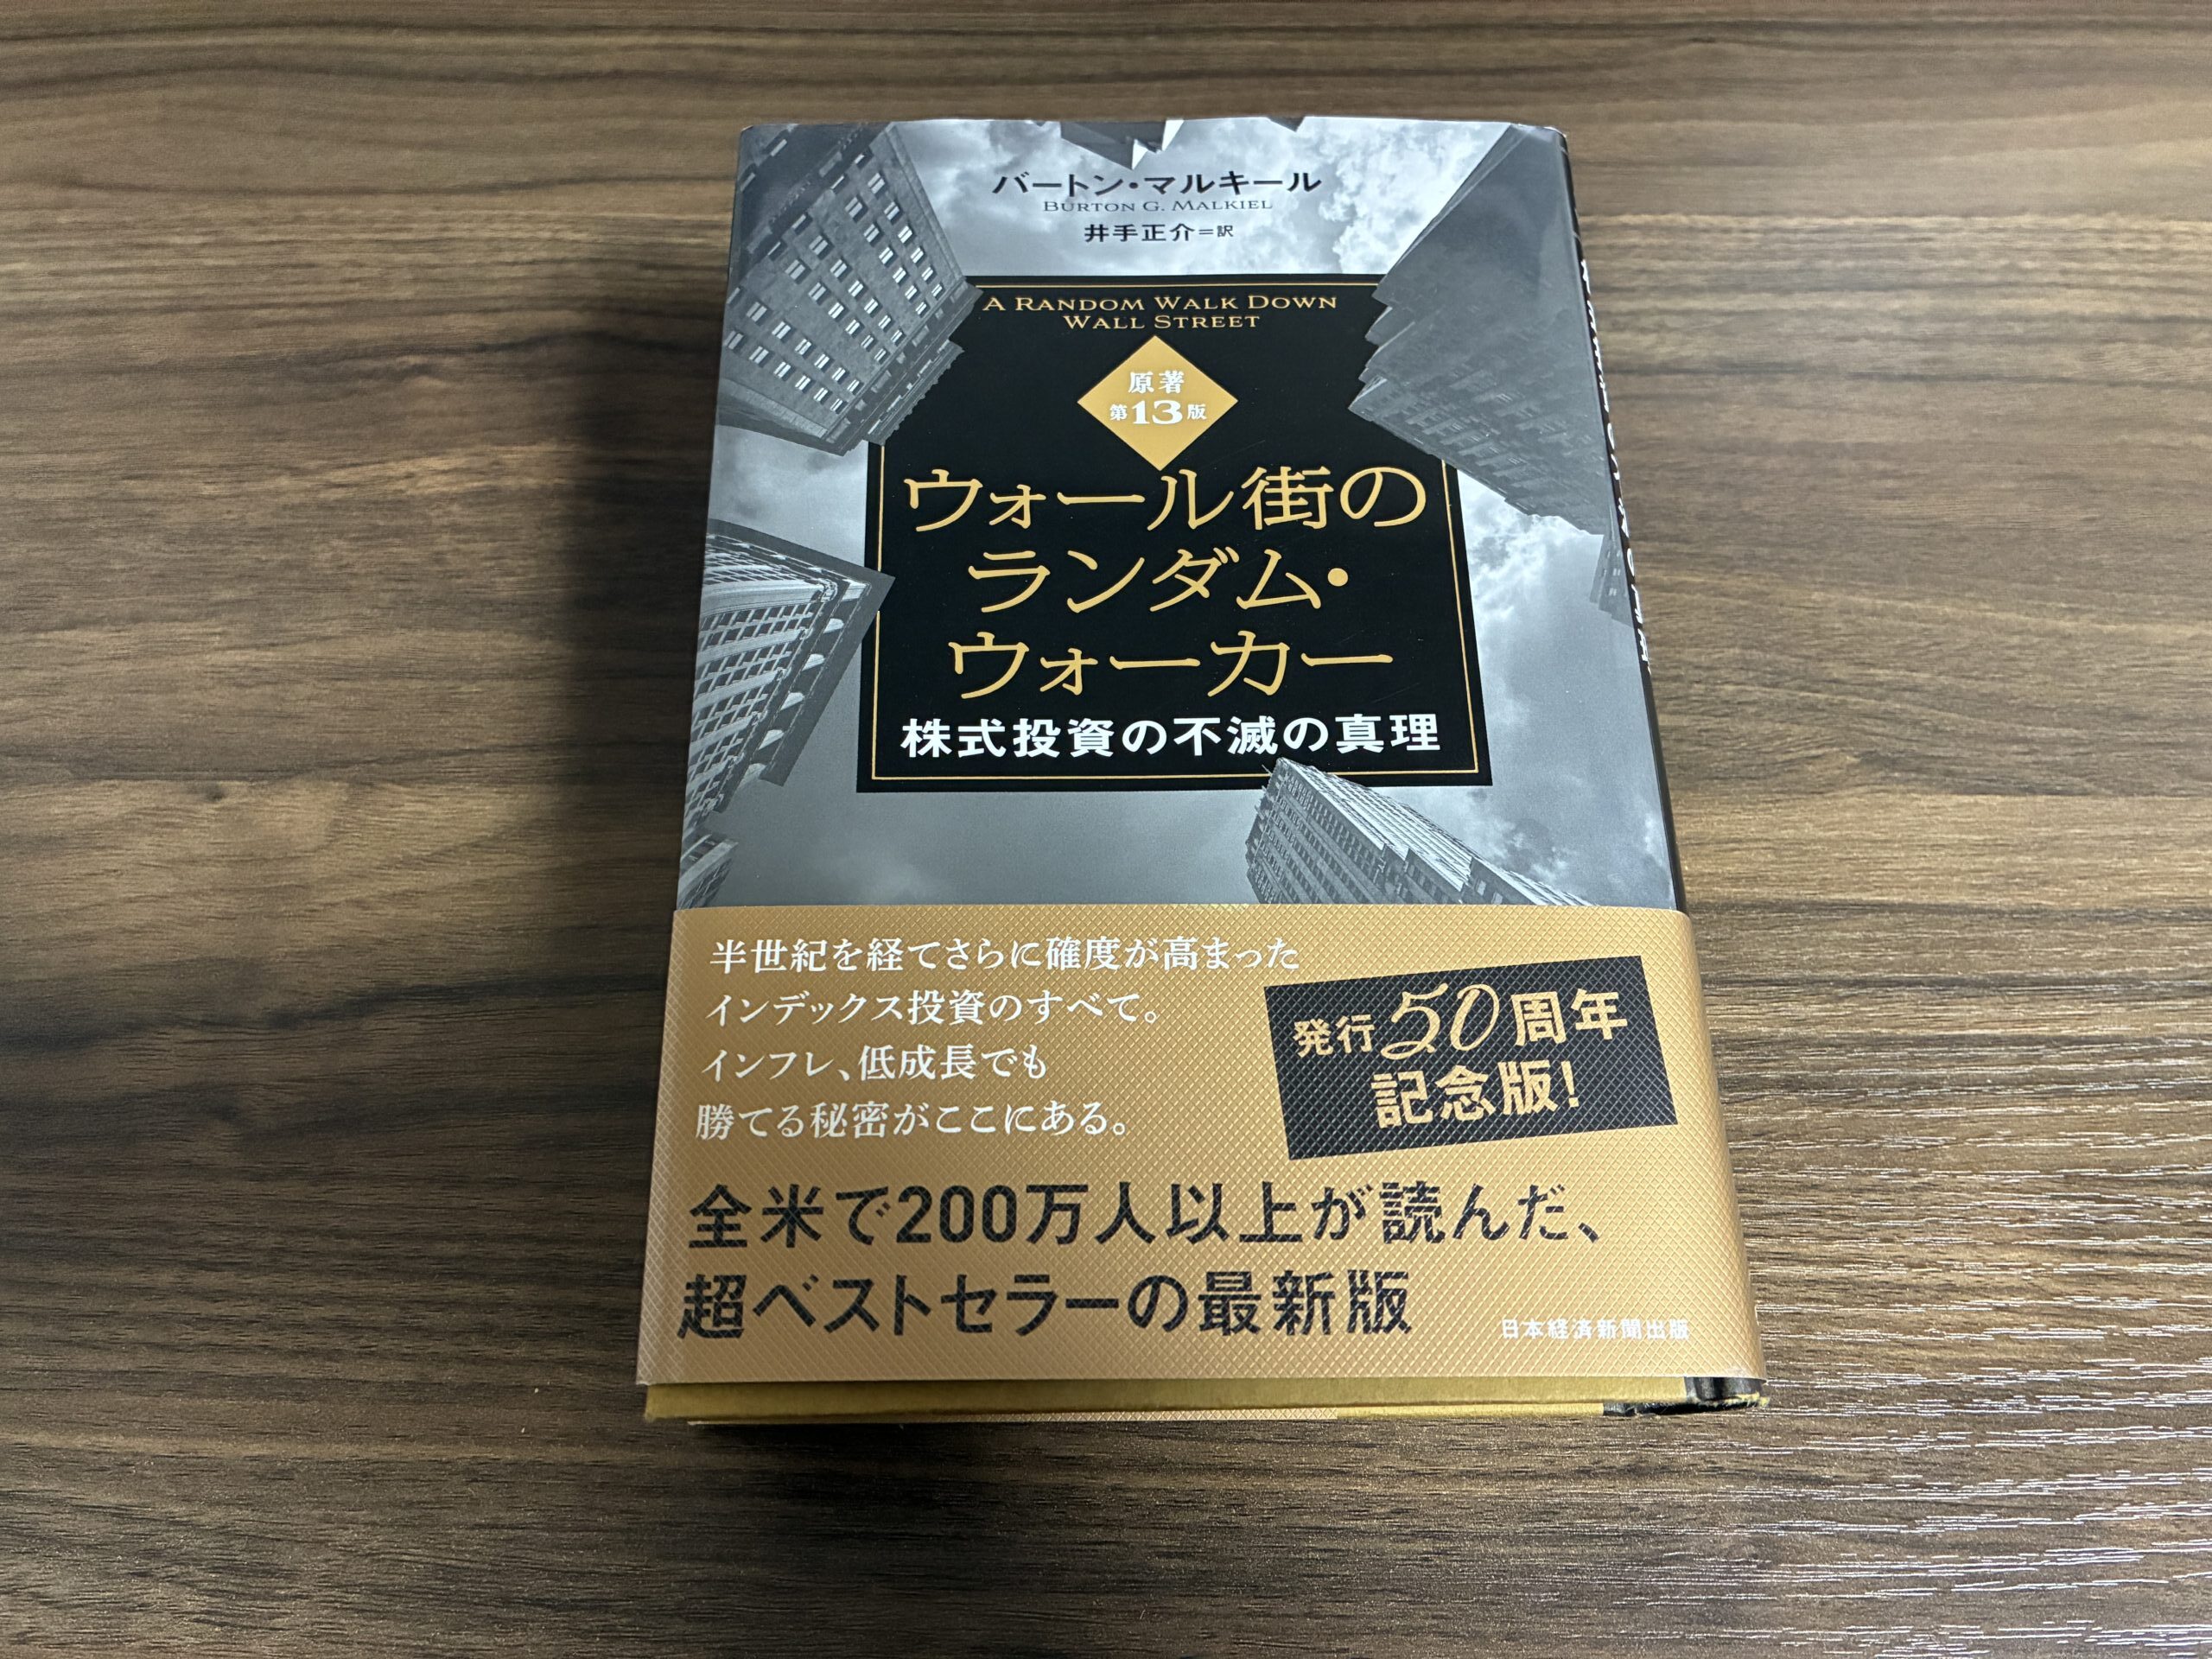 バートン・マルキール
BURTON G. MALKIEL
井手正介=訳
A RANDOM WALK DOWN
WALL STREET
原著
第13版
ウォール街の
ランダム・
ウォーカー
株式投資の不滅の真理
半世紀を経てさらに確度が高まった
インデックス投資のすべて。
インフレ、低成長でも
勝てる秘密がここにある。
発行50周年
記念版!
全米で200万人以上が読んだ、
超ベストセラーの最新版
日本経済新聞出版